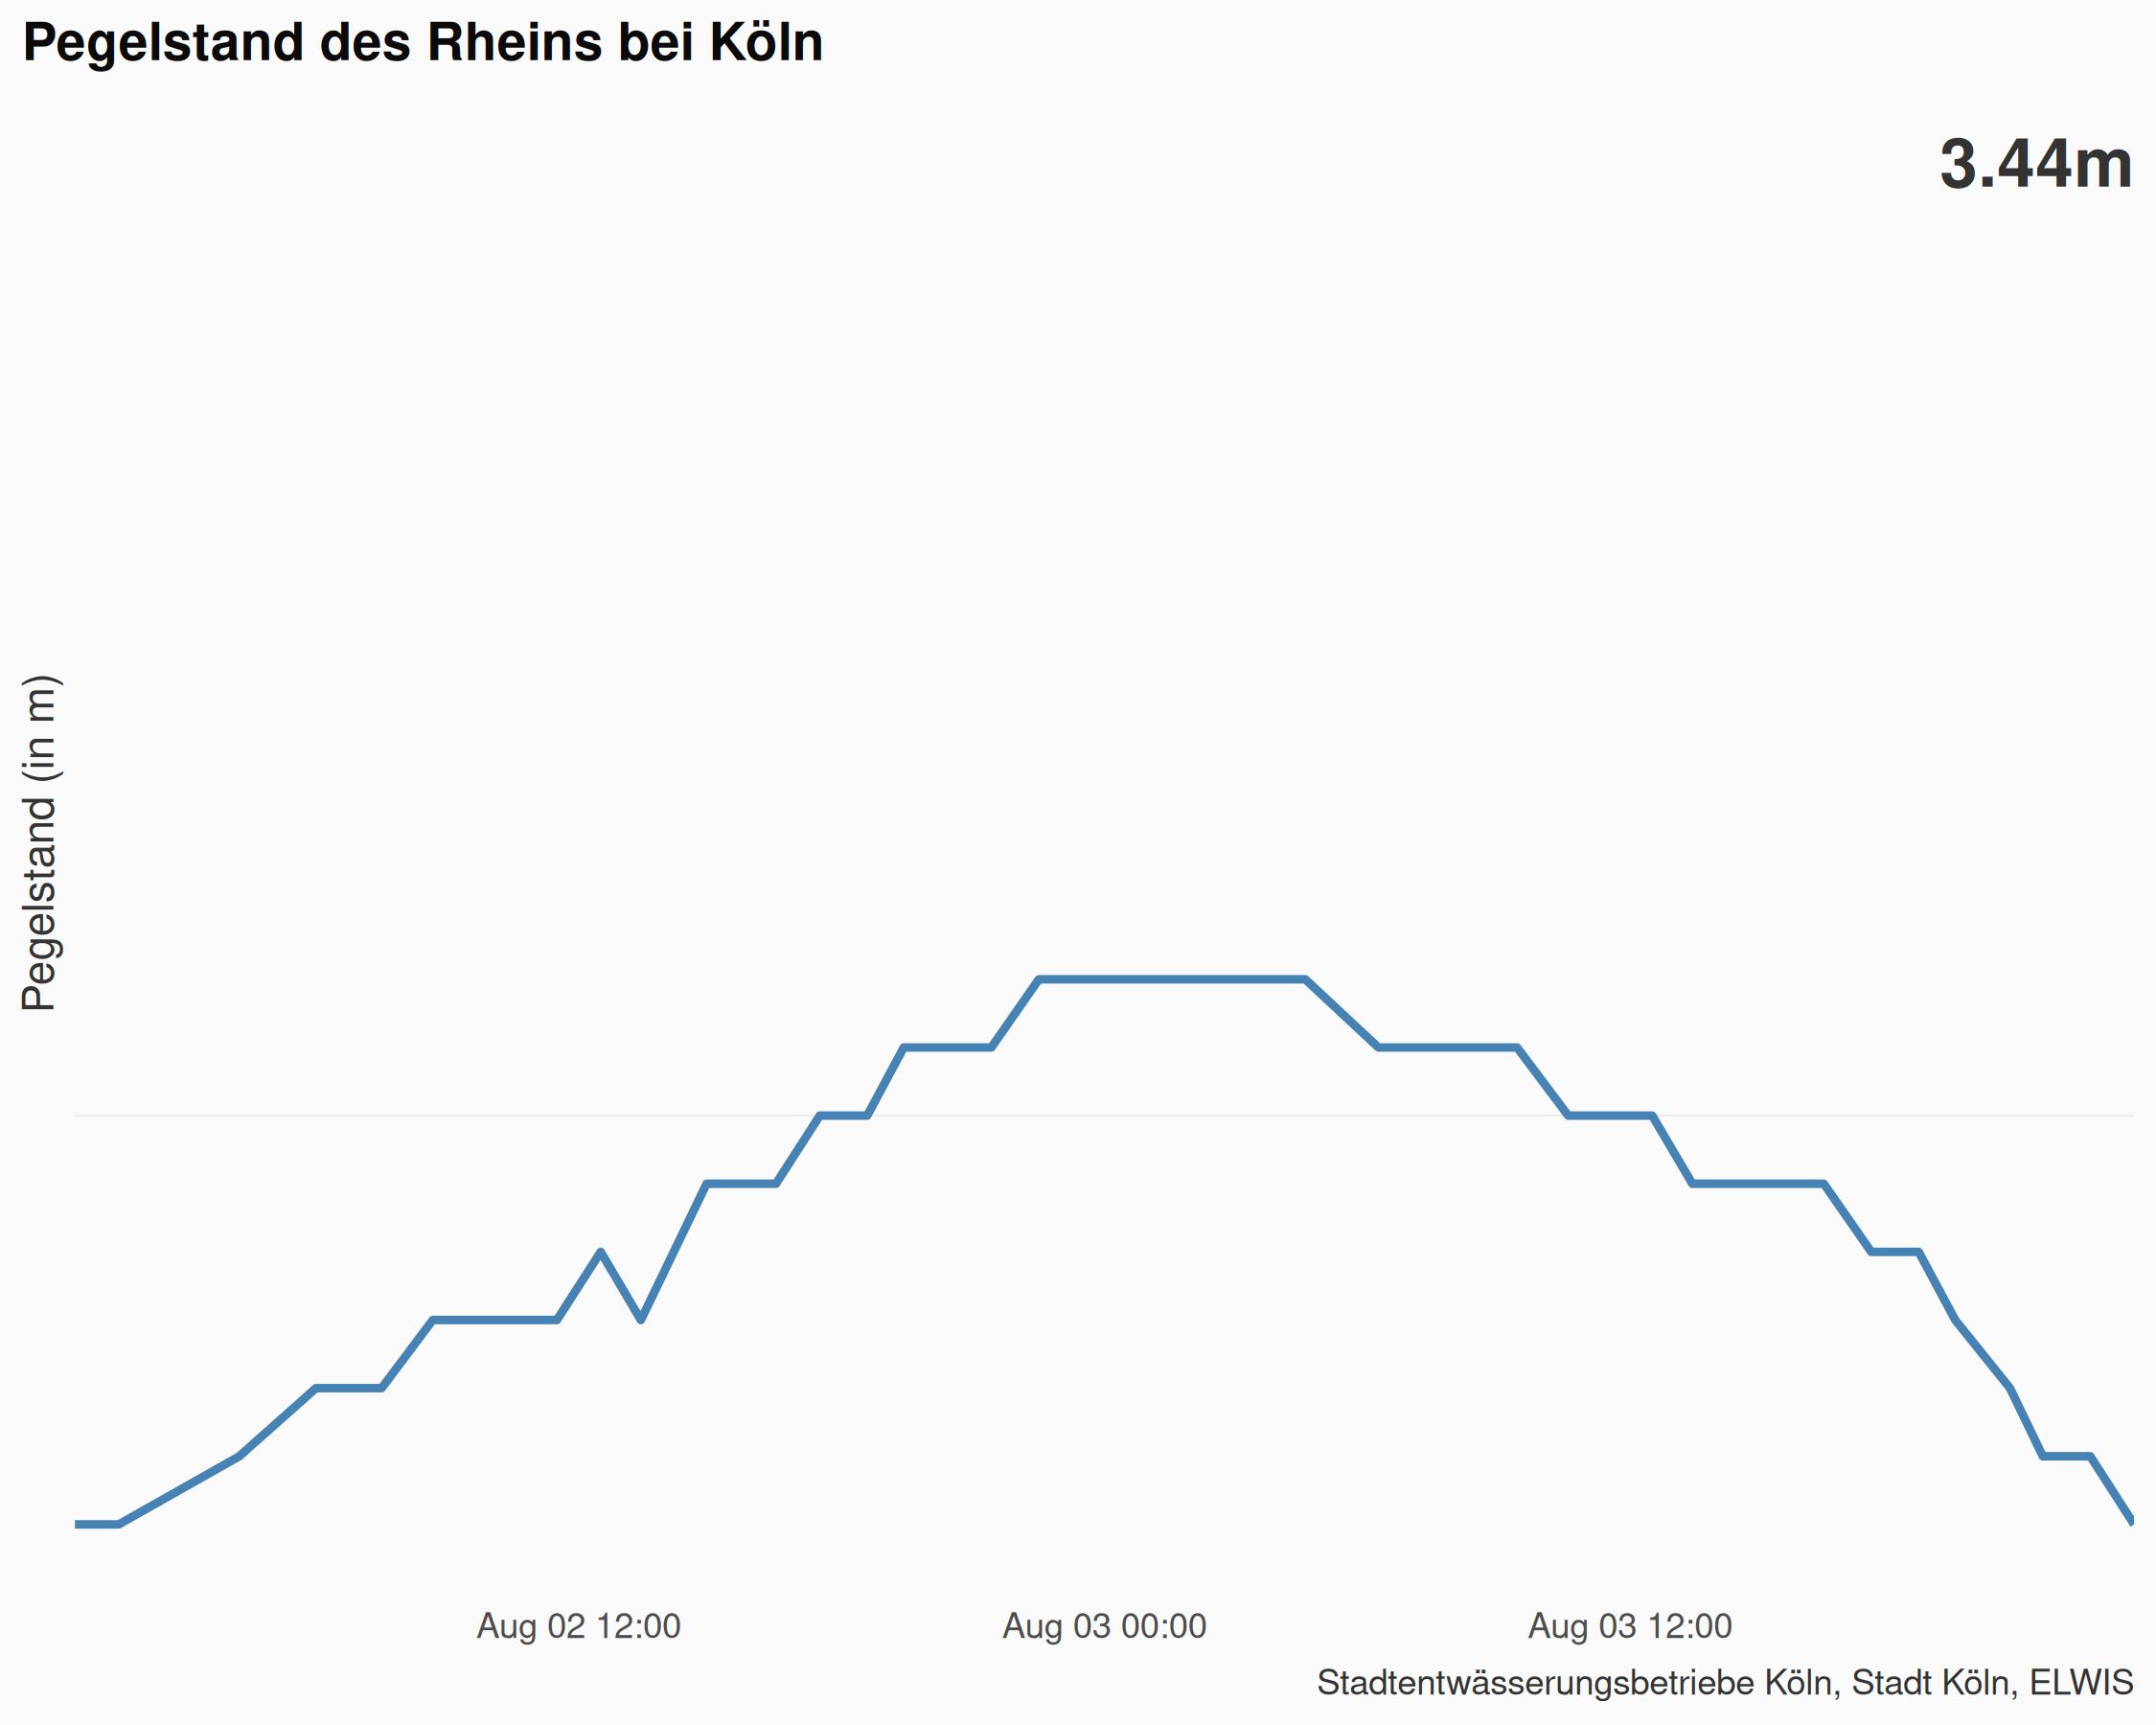 Pegelstand des Rheins bei Köln
3.44m
Pegelstand (in m)
Aug 02 12:00
Aug 03 00:00
Aug 03 12:00
Stadtentwässerungsbetriebe Köln, Stadt Köln, ELWIS